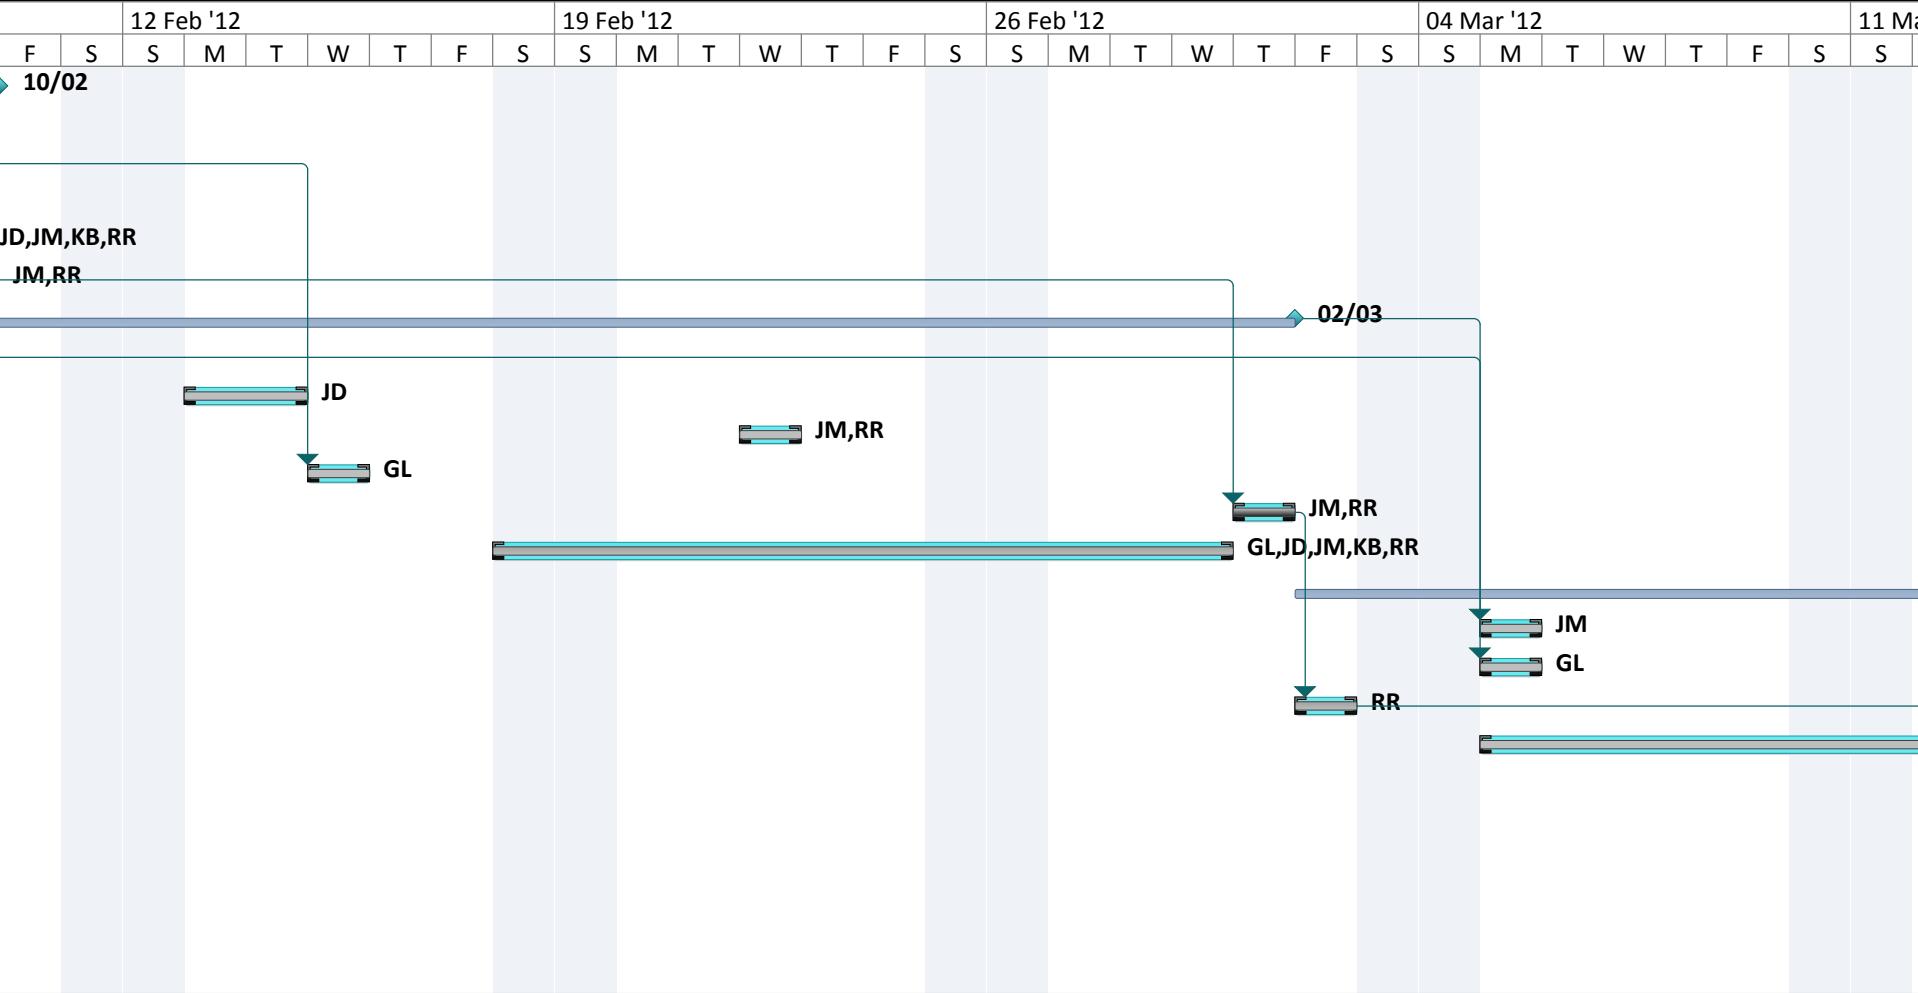 12 Feb '12 19 Feb '12 26 Feb '12 04 Mar '12 11
F S S M T W T F S S M T W T F S S M T W T F S S M T W T F S S
10/02
JD,JM,KB,RR
JM,RR
02/03
JD
JM,RR
GL
JM,RR
GL,JD,JM,KB,RR
JM
GL
RR